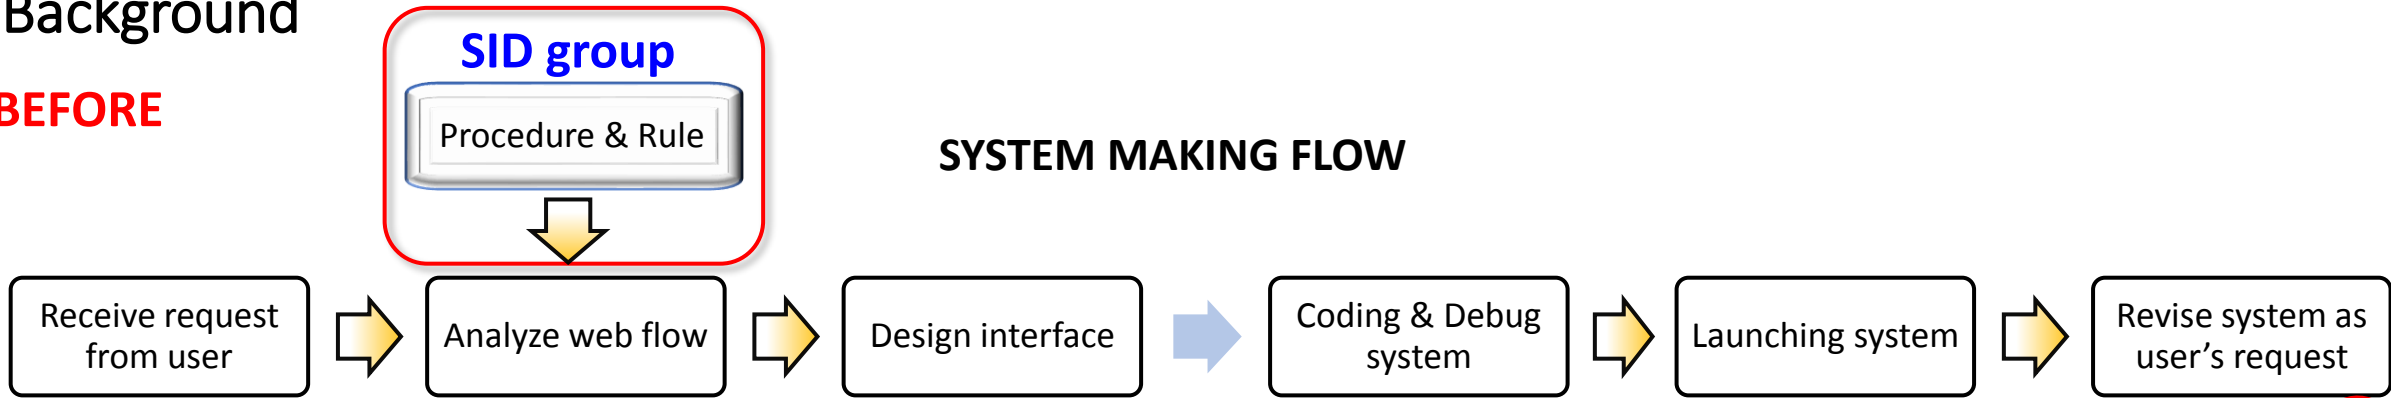 Background
BEFORE
SID group
Procedure & Rule
SYSTEM MAKING FLOW
Receive request
from user
Analyze web flow
Design interface
Coding & Debug
system
Launching system
Revise system as
user's request